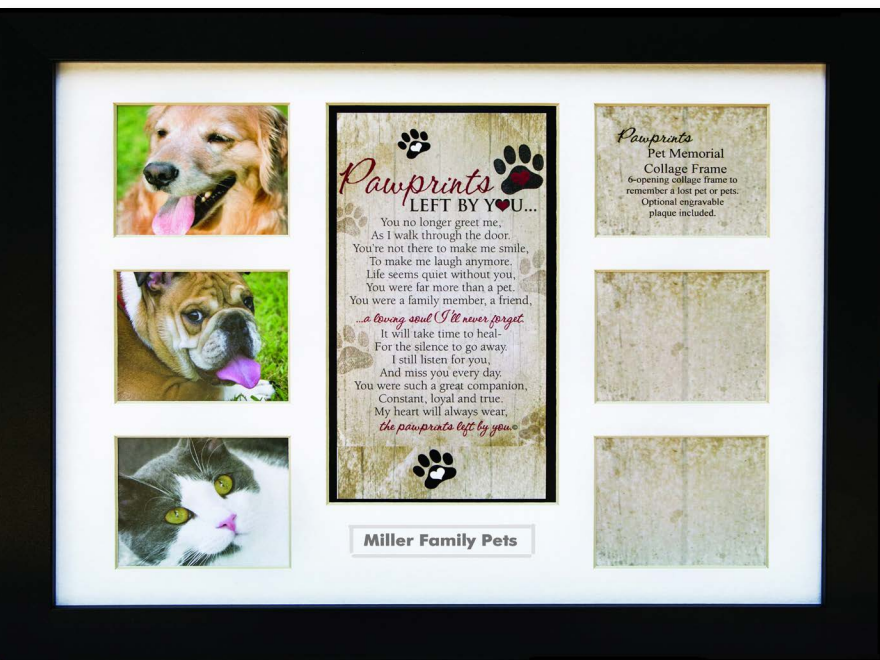 Pawprints
LEFT BY Y♥U...
You no longer greet me,
As I walk through the door.
You're not there to make me smile,
To make me laugh anymore.
Life seems quiet without you,
You were far more than a pet.
You were a family member, a friend,
...a loving soul I'll never forget.
It will take time to heal-
For the silence to go away.
I still listen for you,
And miss you every day.
You were such a great companion,
Constant, loyal and true.
My heart will always wear,
the pawprints left by you.©
Miller Family Pets
Pawprints
Pet Memorial
Collage Frame
6-opening collage frame to
remember a lost pet or pets.
Optional engravable
plaque included.